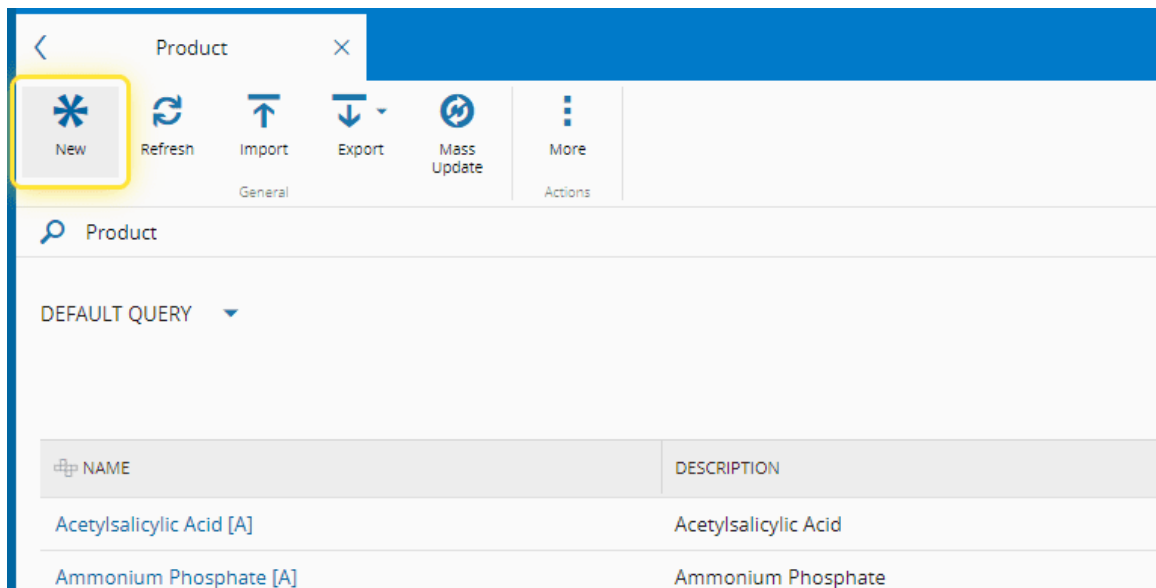 Product
New
Refresh
Import
Export
Mass
Update
More
General
Actions
Product
DEFAULT QUERY
NAME
DESCRIPTION
Acetylsalicylic Acid [A]
Acetylsalicylic Acid
Ammonium Phosphate [A]
Ammonium Phosphate